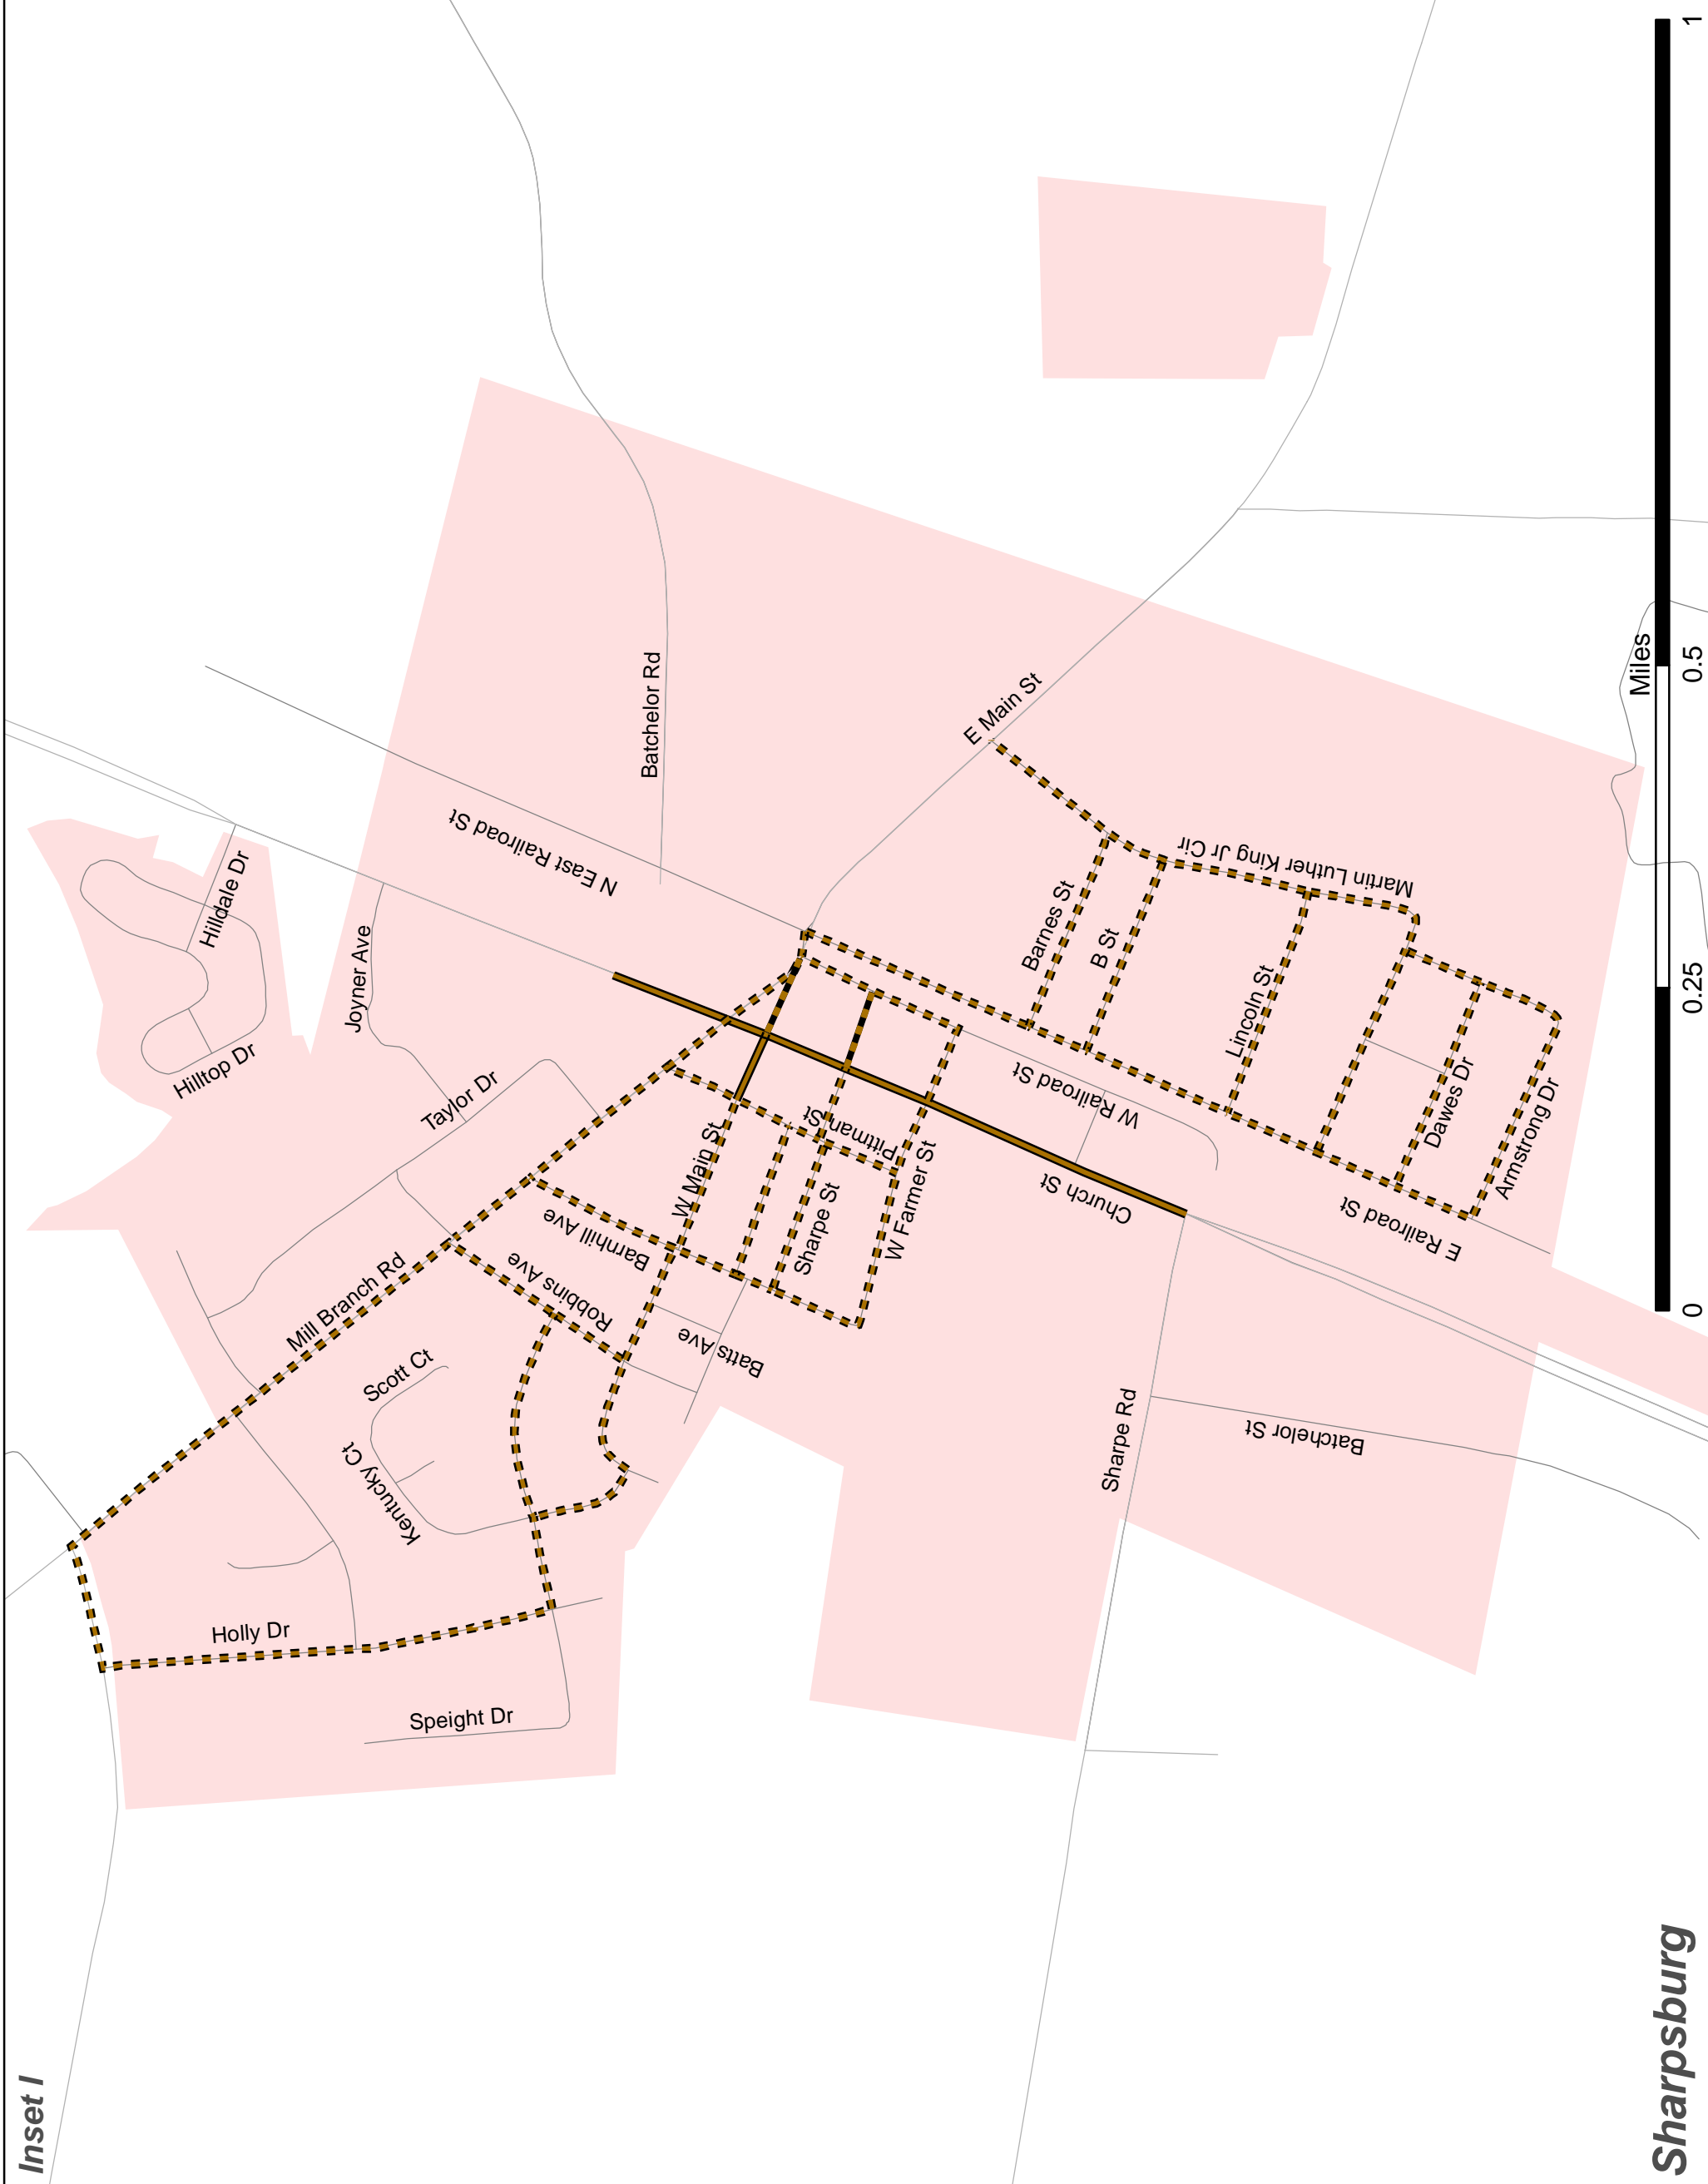 Inset I
Hilldale Dr
Hilltop Dr
Joyner Ave
Taylor Dr
N East Railroad St
Batchelor Rd
E Main St
Mill Branch Rd
Scott Ct
Kentucky Ct
Holly Dr
Speight Dr
Robbins Ave
Barnhill Ave
Batts Ave
W Main St
Pittman St
Sharpe St
W Farmer St
Church St
W Railroad St
E Railroad St
Barnes St
B St
Lincoln St
Martin Luther King Jr Cir
Dawes Dr
Armstrong Dr
Sharpe Rd
Batchelor St
Miles
0 0.25 0.5 1
Sharpsburg